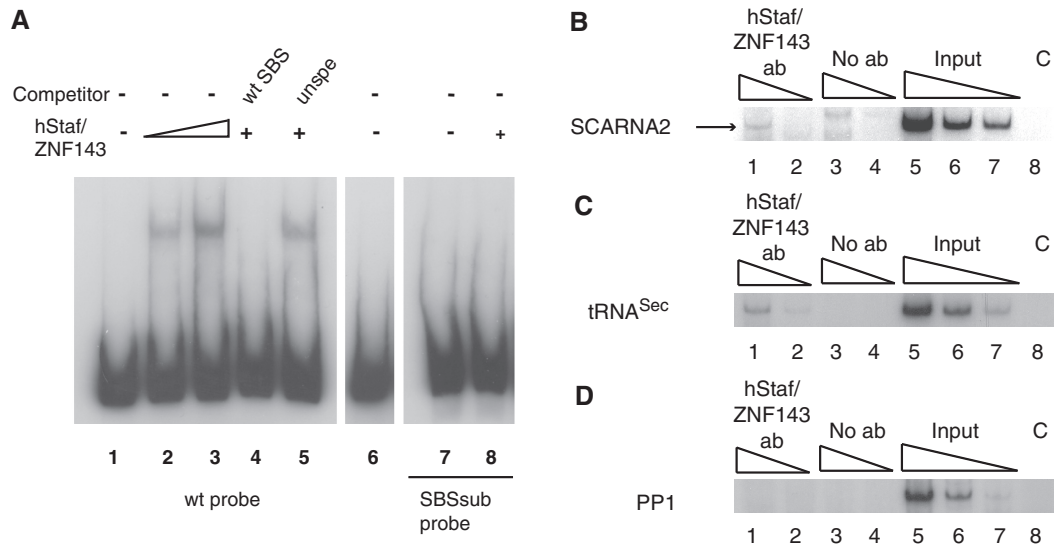 A
Competitor - - - wt SBS unspe - - -
hStaf/
ZNF143
- + + - - +
1 2 3 4 5 6 7 8
wt probe
SBSsub
probe
B
hStaf/
ZNF143
ab
No ab
Input
C
SCARNA2
1 2 3 4 5 6 7 8
C
hStaf/
ZNF143
ab
No ab
Input
C
tRNASec
1 2 3 4 5 6 7 8
D
hStaf/
ZNF143
ab
No ab
Input
C
PP1
1 2 3 4 5 6 7 8